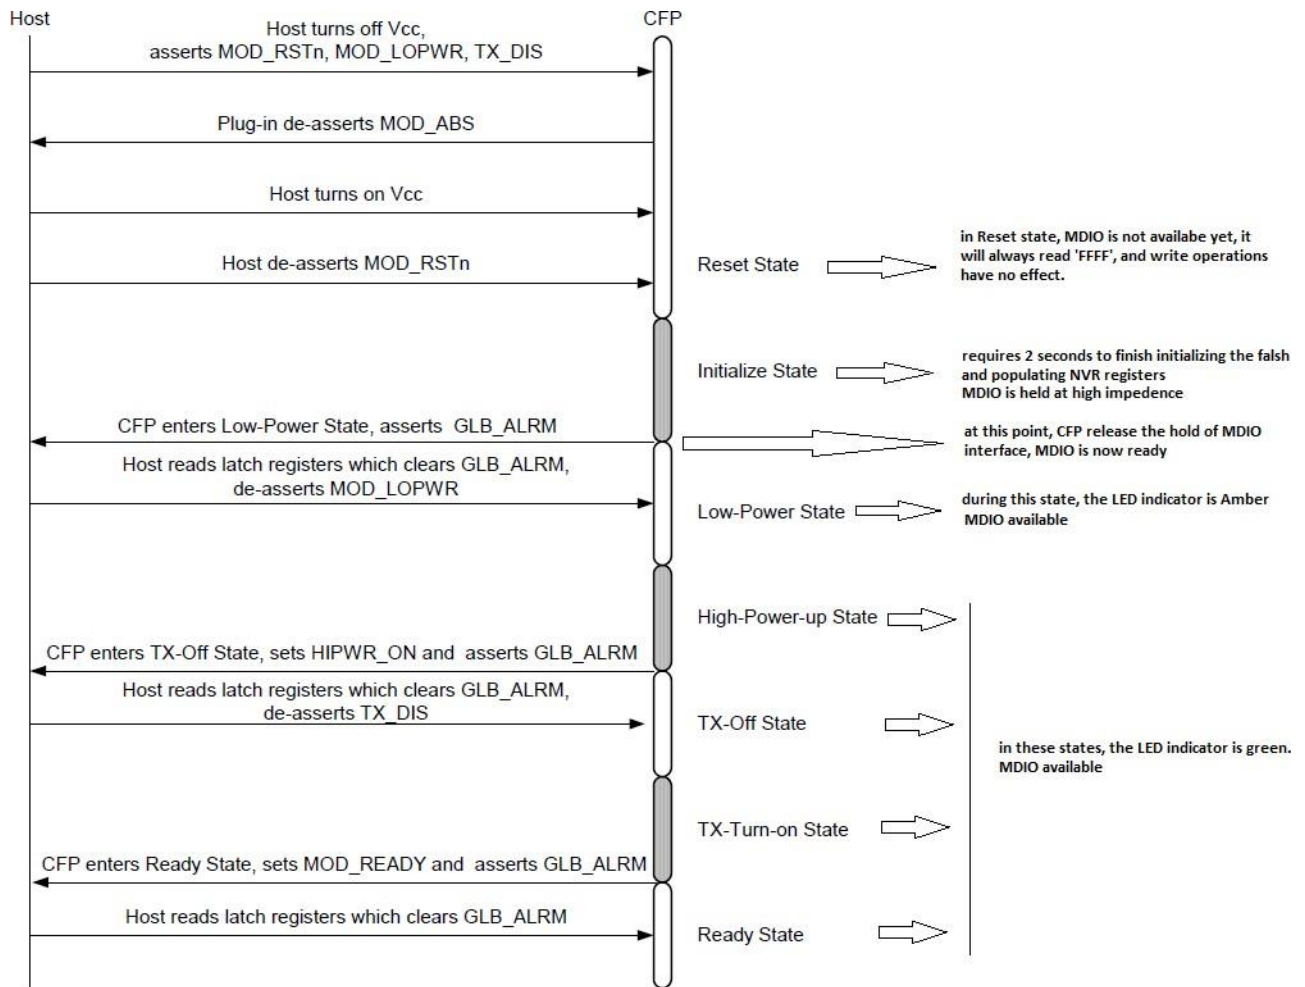 Host
CFP
Host turns off Vcc,
asserts MOD_RSTn, MOD_LOPWR, TX_DIS
Plug-in de-asserts MOD_ABS
Host turns on Vcc
Host de-asserts MOD_RSTn
Reset State
in Reset state, MDIO is not availabe yet, it
will always read 'FFFF', and write operations
have no effect.
Initialize State
requires 2 seconds to finish initializing the falsh
and populating NVR registers
MDIO is held at high impedence
CFP enters Low-Power State, asserts GLB_ALRM
at this point, CFP release the hold of MDIO
interface, MDIO is now ready
Host reads latch registers which clears GLB_ALRM,
de-asserts MOD_LOPWR
Low-Power State
during this state, the LED indicator is Amber
MDIO available
High-Power-up State
CFP enters TX-Off State, sets HIPWR_ON and asserts GLB_ALRM
Host reads latch registers which clears GLB_ALRM,
de-asserts TX_DIS
TX-Off State
in these states, the LED indicator is green.
MDIO available
TX-Turn-on State
CFP enters Ready State, sets MOD_READY and asserts GLB_ALRM
Host reads latch registers which clears GLB_ALRM
Ready State